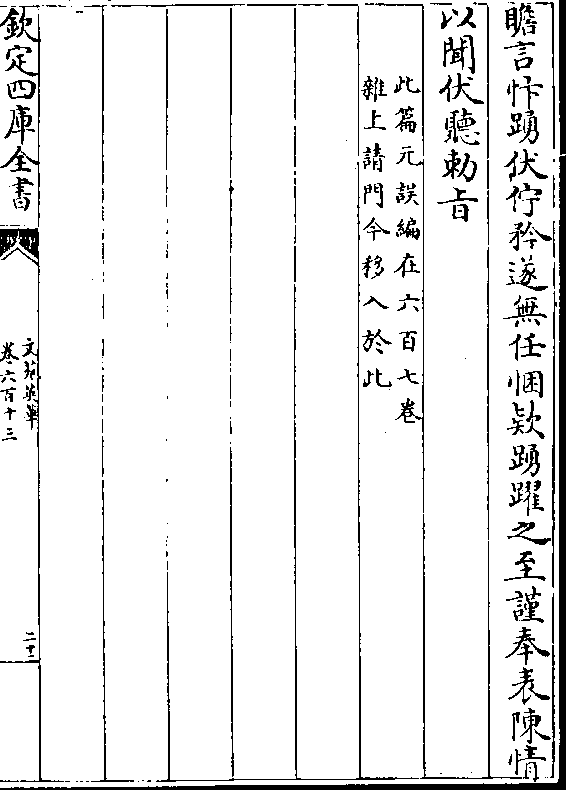 瞻言忭踴伏佇矜遂無任悃欵踴躍之至謹奉表陳情
以聞伏聽勅㫖
此篇元誤編在六百七卷
雜上請門今移入於此
欽定四庫全書
文苑英華
卷六百十三
二十二